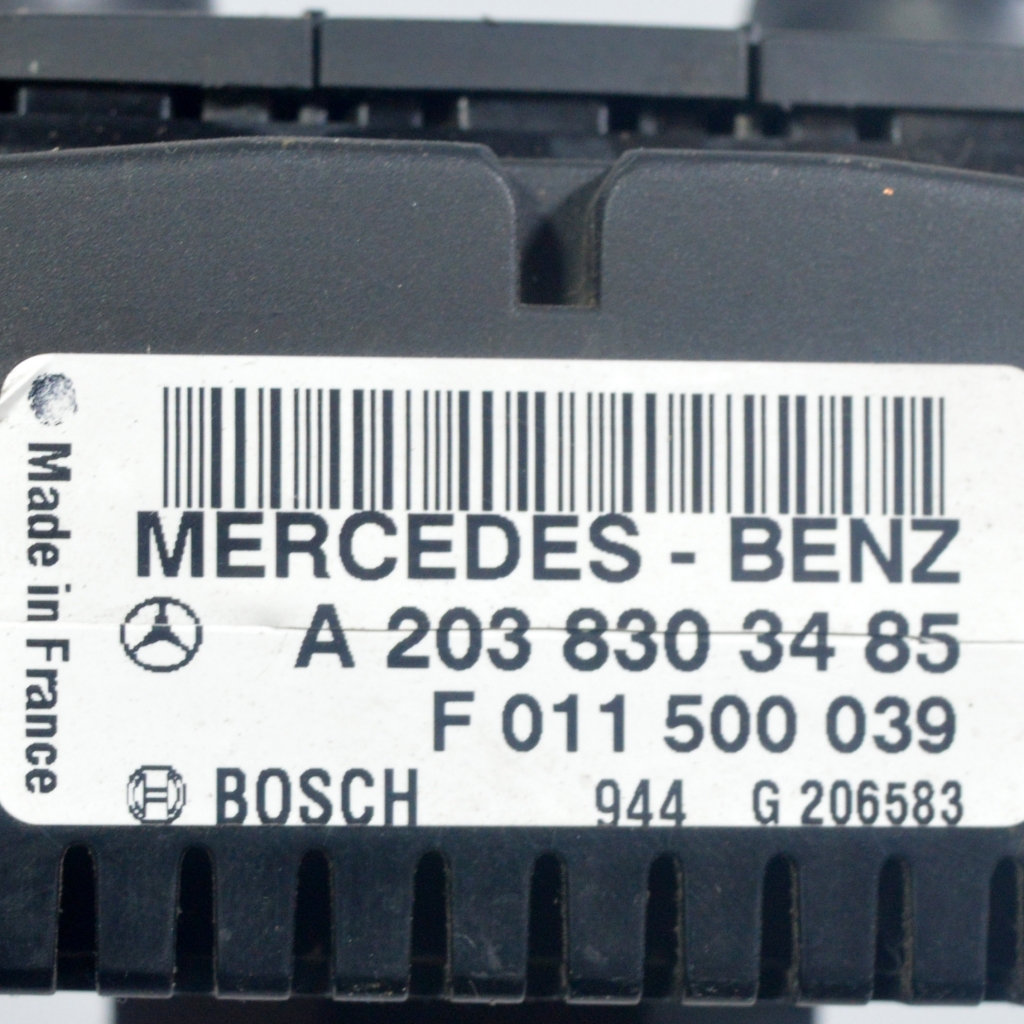 MERCEDES - BENZ
A 203 830 34 85
F 011 500 039
BOSCH 944 G 206583
Made in France